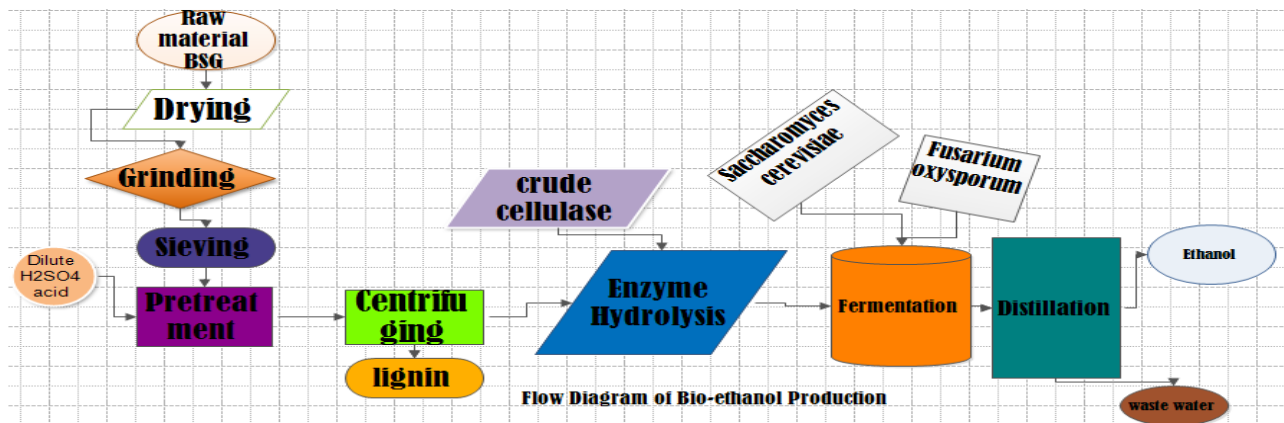 Raw
material
BSG
Drying
Grinding
Sieving
Dilute
H2SO4
acid
Pretreat
ment
Centrifu
ging
lignin
crude
cellulase
Enzyme
Hydrolysis
Saccharomyces
cerevisiae
Fusarium
oxysporum
Fermentation
Distillation
Ethanol
waste water
Flow Diagram of Bio-ethanol Production